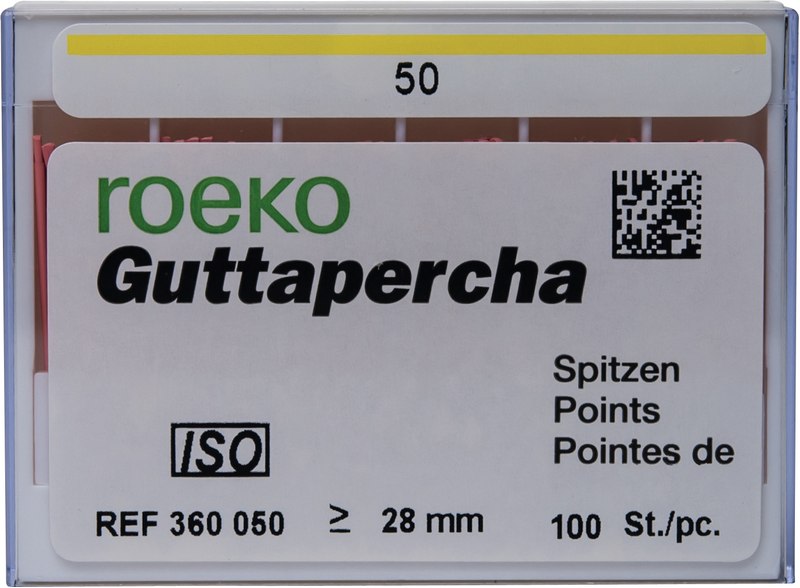 50
roeko
Guttapercha
Spitzen
Points
Pointes de
ISO
REF 360 050 ≥ 28 mm 100 St./pc.